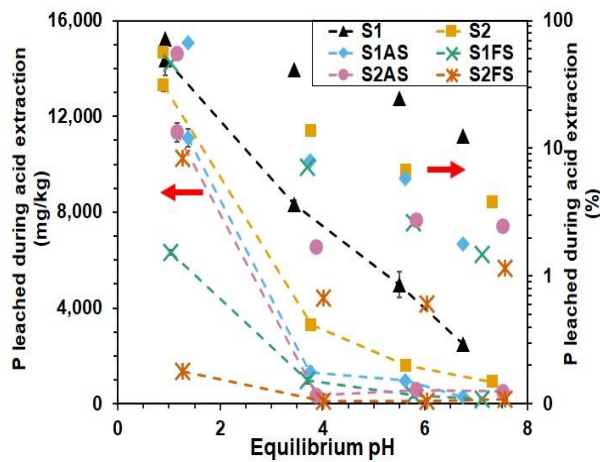 P leached during acid extraction
(mg/kg)
16,000
12,000
8,000
4,000
0
S1
S2
S1AS
S1FS
S2AS
S2FS
100
10
1
0
P leached during acid extraction
(%)
0
2
4
6
8
Equilibrium pH